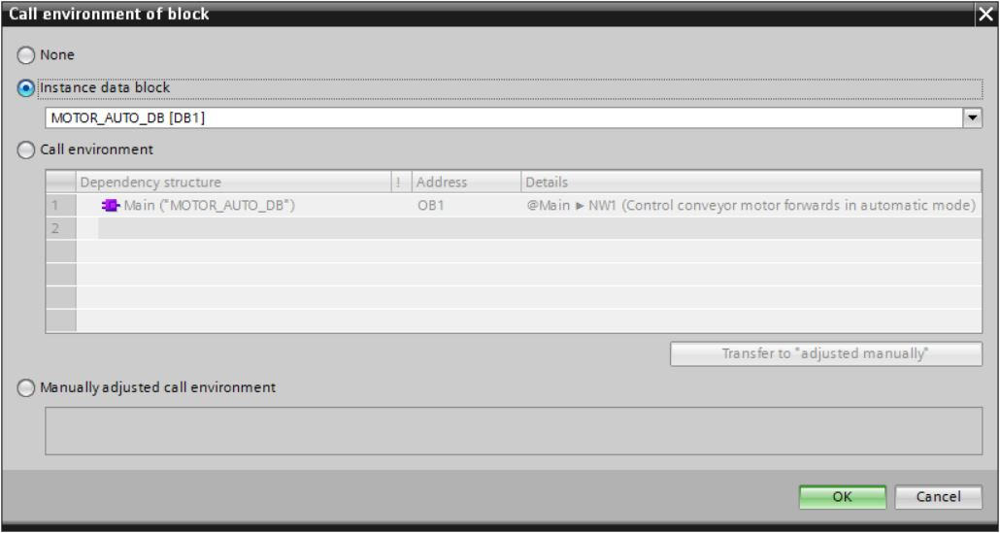 Call environment of block
None
Instance data block
MOTOR_AUTO_DB [DB1]
Call environment
Dependency structure ! Address Details
1 Main ("MOTOR_AUTO_DB") OB1 @Main ▶ NW1 (Control conveyor motor forwards in automatic mode)
2
Transfer to "adjusted manually"
Manually adjusted call environment
OK Cancel